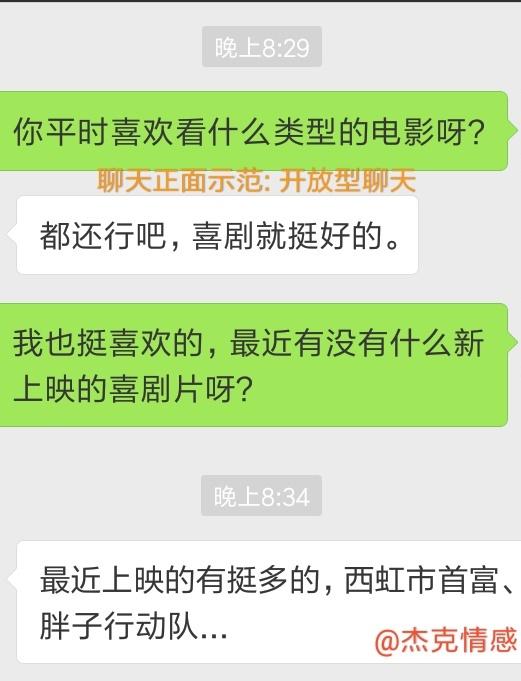 晚上8:29
你平时喜欢看什么类型的电影呀?
聊天正面示范: 开放型聊天
都还行吧，喜剧就挺好的。
我也挺喜欢的，最近有没有什么新
上映的喜剧片呀?
晚上8:34
最近上映的有挺多的，西虹市首富、
胖子行动队...
@杰克情感